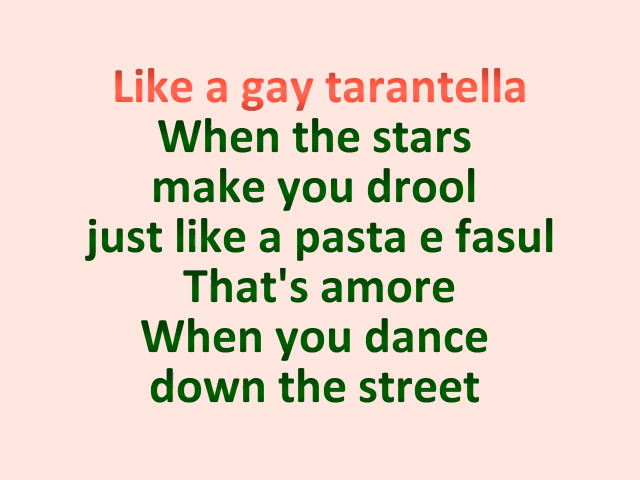 Like a gay tarantella
When the stars
make you drool
just like a pasta e fasul
That's amore
When you dance
down the street